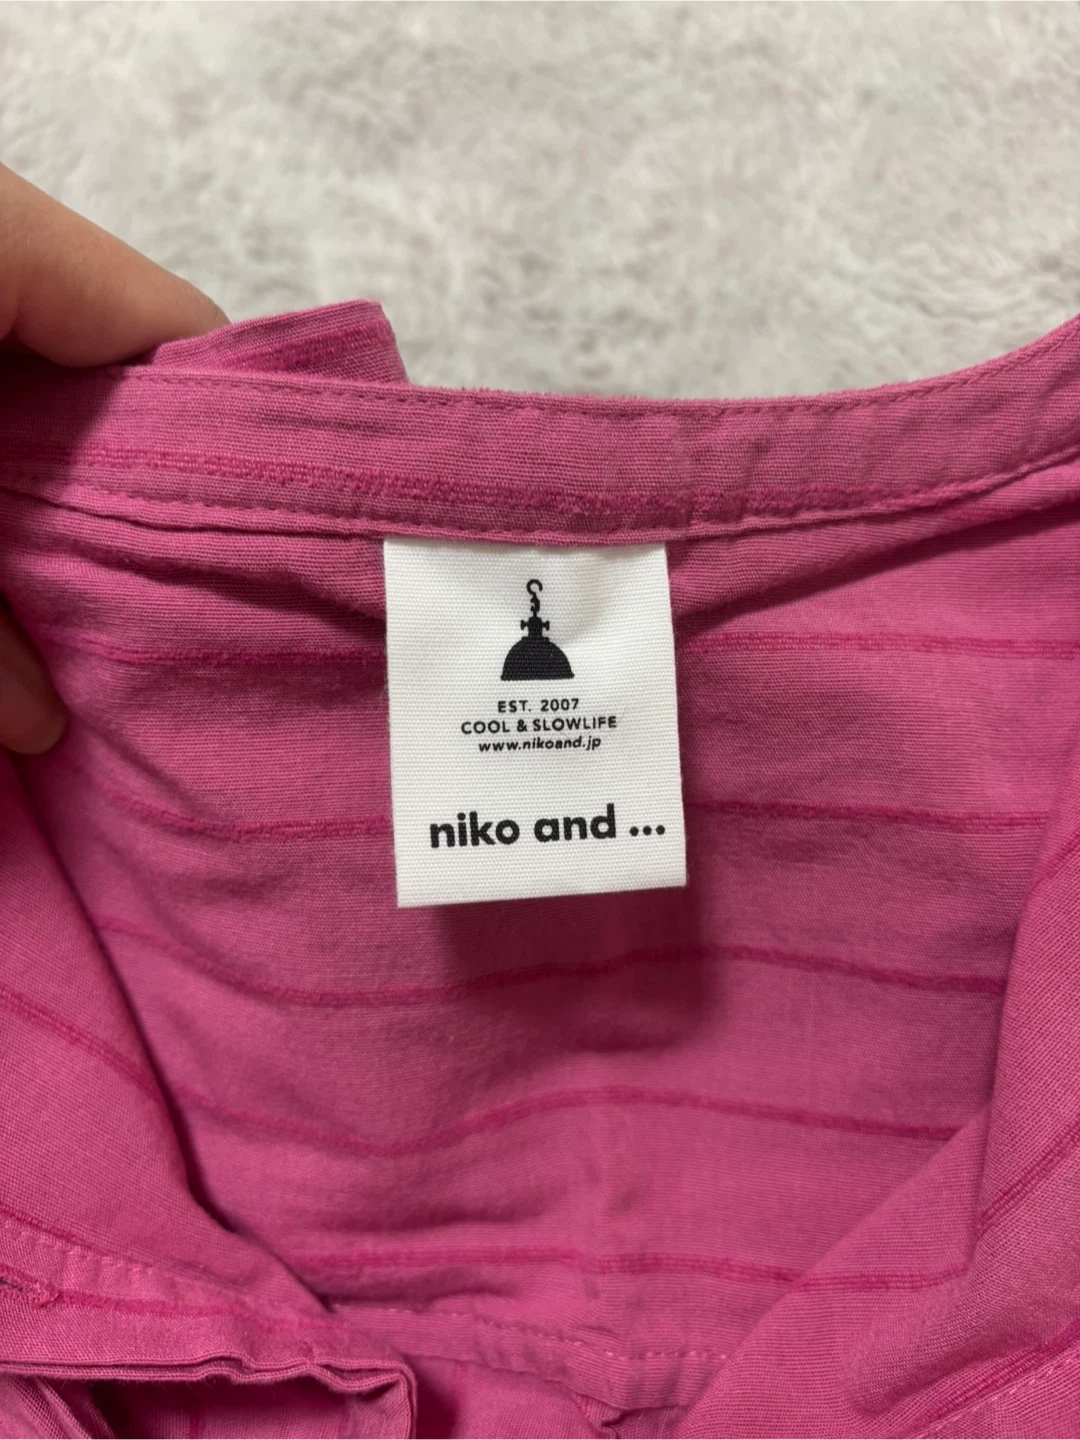 EST. 2007
COOL & SLOWLIFE
www.nikoand.jp
niko and ...